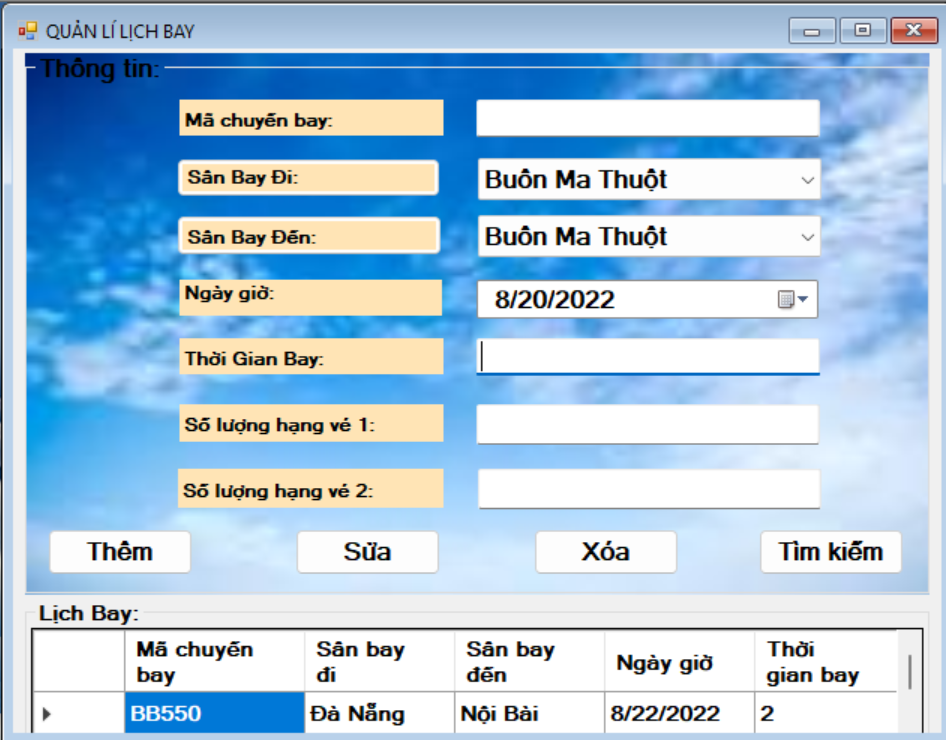 QUẢN LÍ LỊCH BAY
Thông tin:
Mã chuyến bay:
Sân Bay Đi:
Buôn Ma Thuột
Sân Bay Đến:
Buôn Ma Thuột
Ngày giờ:
8/20/2022
Thời Gian Bay:
Số lượng hạng vé 1:
Số lượng hạng vé 2:
Thêm Sửa Xóa Tìm kiếm
Lịch Bay:
Mã chuyến bay Sân bay đi Sân bay đến Ngày giờ Thời gian bay
BB550 Đà Nẵng Nội Bài 8/22/2022 2